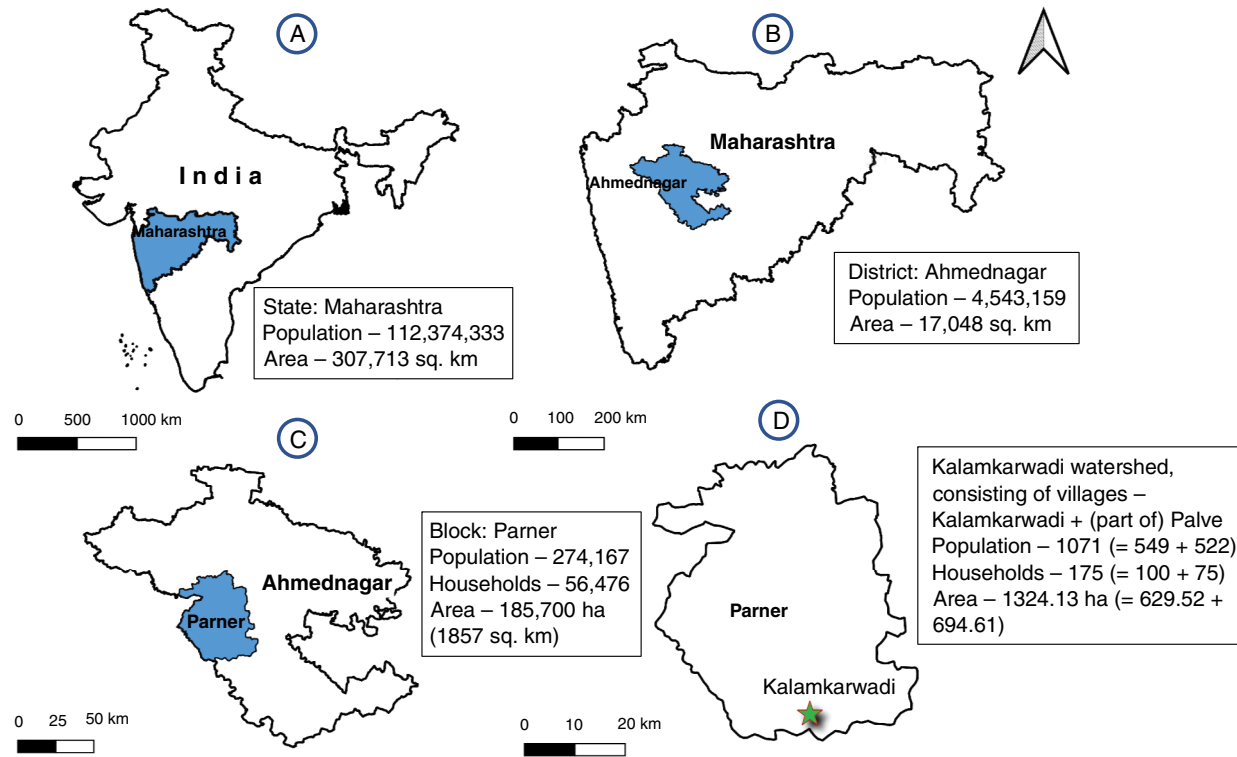 A
I n d i a
Maharashtra
State: Maharashtra
Population – 112,374,333
Area – 307,713 sq. km
0 500 1000 km
B
Maharashtra
Ahmednagar
District: Ahmednagar
Population – 4,543,159
Area – 17,048 sq. km
0 100 200 km
C
Ahmednagar
Parner
Block: Parner
Population – 274,167
Households – 56,476
Area – 185,700 ha
(1857 sq. km)
0 25 50 km
D
Parner
Kalamkarwadi
Kalamkarwadi watershed,
consisting of villages –
Kalamkarwadi + (part of) Palve
Population - 1071 (= 549 + 522)
Households - 175 (= 100 + 75)
Area – 1324.13 ha (= 629.52 +
694.61)
0 10 20 km